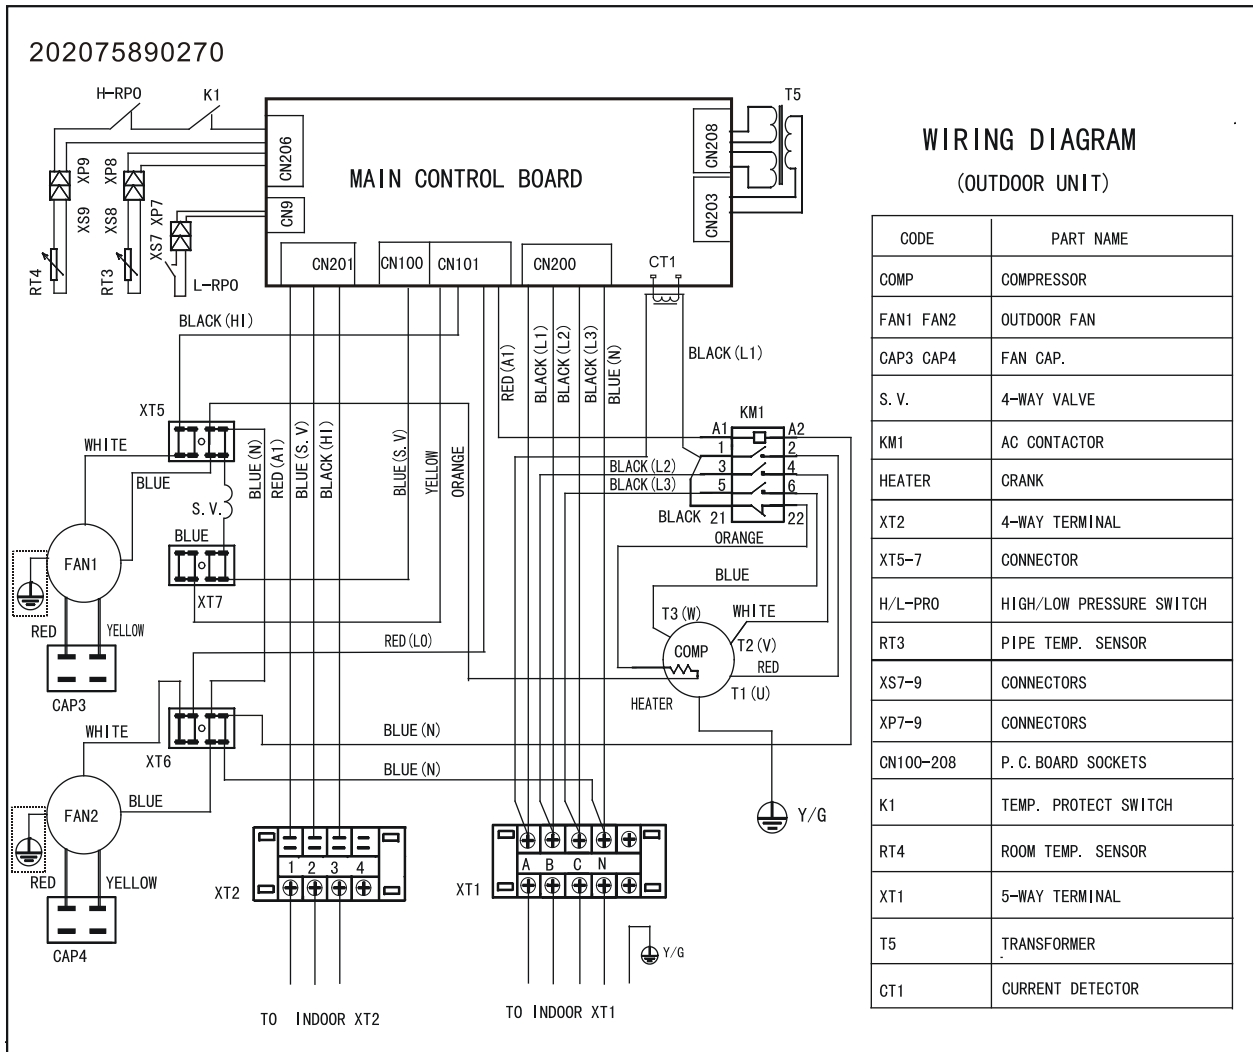 202075890270
H-RPO
K1
T5
XP9
XP8
XS9
XS8
XS7 XP7
RT4
RT3
L-RPO
CN206
CN9
MAIN CONTROL BOARD
CN208
CN203
CN201
CN100
CN101
CN200
CT1
BLACK(HI)
RED(A1)
BLACK(L1)
BLACK(L2)
BLACK(L3)
BLUE(N)
BLACK(L1)
XT5
WHITE
BLUE
S.V.
BLUE
XT7
BLUE(N)
RED(A1)
BLUE(S.V)
BLACK(HI)
BLUE(S.V)
YELLOW
ORANGE
KM1
A1
A2
1
2
BLACK(L2)
3
4
BLACK(L3)
5
6
BLACK
21
22
ORANGE
BLUE
FAN1
RED
YELLOW
CAP3
RED(LO)
T3(W)
WHITE
COMP
T2(V)
RED
HEATER
T1(U)
WHITE
XT6
BLUE(N)
BLUE(N)
BLUE
FAN2
RED
YELLOW
CAP4
Y/G
XT2
1 2 3 4
XT1
A B C N
Y/G
TO INDOOR XT2
TO INDOOR XT1
WIRING DIAGRAM
(OUTDOOR UNIT)
CODE PART NAME
COMP COMPRESSOR
FAN1 FAN2 OUTDOOR FAN
CAP3 CAP4 FAN CAP.
S.V. 4-WAY VALVE
KM1 AC CONTACTOR
HEATER CRANK
XT2 4-WAY TERMINAL
XT5-7 CONNECTOR
H/L-PRO HIGH/LOW PRESSURE SWITCH
RT3 PIPE TEMP. SENSOR
XS7-9 CONNECTORS
XP7-9 CONNECTORS
CN100-208 P.C.BOARD SOCKETS
K1 TEMP. PROTECT SWITCH
RT4 ROOM TEMP. SENSOR
XT1 5-WAY TERMINAL
T5 TRANSFORMER
CT1 CURRENT DETECTOR